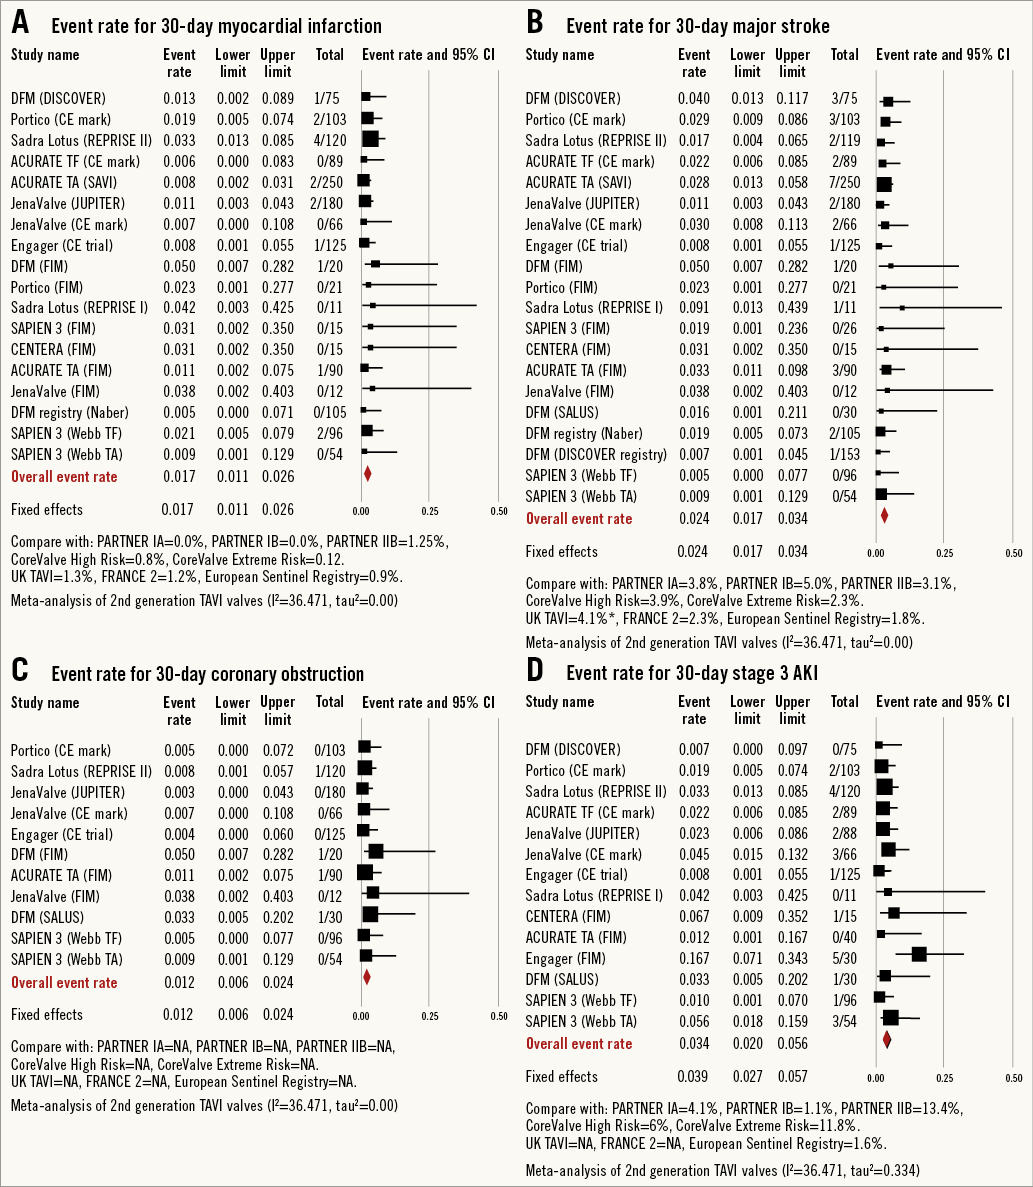 A Event rate for 30-day myocardial infarction
Study name Event rate Lower limit Upper limit Total Event rate and 95% CI
DFM (DISCOVER) 0.013 0.002 0.089 1/75
Portico (CE mark) 0.019 0.005 0.074 2/103
Sadra Lotus (REPRISE II) 0.033 0.013 0.085 4/120
ACURATE TF (CE mark) 0.006 0.000 0.083 0/89
ACURATE TA (SAVI) 0.008 0.002 0.031 2/250
JenaValve (JUPITER) 0.011 0.003 0.043 2/180
JenaValve (CE mark) 0.007 0.000 0.108 0/66
Engager (CE trial) 0.008 0.001 0.055 1/125
DFM (FIM) 0.050 0.007 0.282 1/20
Portico (FIM) 0.023 0.001 0.277 0/21
Sadra Lotus (REPRISE I) 0.042 0.003 0.425 0/11
SAPIEN 3 (FIM) 0.031 0.002 0.350 0/15
CENTERA (FIM) 0.031 0.002 0.350 0/15
ACURATE TA (FIM) 0.011 0.002 0.075 1/90
JenaValve (FIM) 0.038 0.002 0.403 0/12
DFM registry (Naber) 0.005 0.000 0.071 0/105
SAPIEN 3 (Webb TF) 0.021 0.005 0.079 2/96
SAPIEN 3 (Webb TA) 0.009 0.001 0.129 0/54
Overall event rate 0.017 0.011 0.026
Fixed effects 0.017 0.011 0.026 0.00 0.25 0.50
Compare with: PARTNER IA=0.0%, PARTNER IB=0.0%, PARTNER IIB=1.25%,
CoreValve High Risk=0.8%, CoreValve Extreme Risk=0.12.
UK TAVI=1.3%, FRANCE 2=1.2%, European Sentinel Registry=0.9%.
Meta-analysis of 2nd generation TAVI valves (I²=36.471, tau²=0.00)
B Event rate for 30-day major stroke
Study name Event rate Lower limit Upper limit Total Event rate and 95% CI
DFM (DISCOVER) 0.040 0.013 0.117 3/75
Portico (CE mark) 0.029 0.009 0.086 3/103
Sadra Lotus (REPRISE II) 0.017 0.004 0.065 2/119
ACURATE TF (CE mark) 0.022 0.006 0.085 2/89
ACURATE TA (SAVI) 0.028 0.013 0.058 7/250
JenaValve (JUPITER) 0.011 0.003 0.043 2/180
JenaValve (CE mark) 0.030 0.008 0.113 2/66
Engager (CE trial) 0.008 0.001 0.055 1/125
DFM (FIM) 0.050 0.007 0.282 1/20
Portico (FIM) 0.023 0.001 0.277 0/21
Sadra Lotus (REPRISE I) 0.091 0.013 0.439 1/11
SAPIEN 3 (FIM) 0.019 0.001 0.236 0/26
CENTERA (FIM) 0.031 0.002 0.350 0/15
ACURATE TA (FIM) 0.033 0.011 0.098 3/90
JenaValve (FIM) 0.038 0.002 0.403 0/12
DFM (SALUS) 0.016 0.001 0.211 0/30
DFM registry (Naber) 0.019 0.005 0.073 2/105
DFM (DISCOVER registry) 0.007 0.001 0.045 1/153
SAPIEN 3 (Webb TF) 0.005 0.000 0.077 0/96
SAPIEN 3 (Webb TA) 0.009 0.001 0.129 0/54
Overall event rate 0.024 0.017 0.034
Fixed effects 0.024 0.017 0.034 0.00 0.25 0.50
Compare with: PARTNER IA=3.8%, PARTNER IB=5.0%, PARTNER IIB=3.1%,
CoreValve High Risk=3.9%, CoreValve Extreme Risk=2.3%.
UK TAVI=4.1%*, FRANCE 2=2.3%, European Sentinel Registry=1.8%.
Meta-analysis of 2nd generation TAVI valves (I²=36.471, tau²=0.00)
C Event rate for 30-day coronary obstruction
Study name Event rate Lower limit Upper limit Total Event rate and 95% CI
Portico (CE mark) 0.005 0.000 0.072 0/103
Sadra Lotus (REPRISE II) 0.008 0.001 0.057 1/120
JenaValve (JUPITER) 0.003 0.000 0.043 0/180
JenaValve (CE mark) 0.007 0.000 0.108 0/66
Engager (CE trial) 0.004 0.000 0.060 0/125
DFM (FIM) 0.050 0.007 0.282 1/20
ACURATE TA (FIM) 0.011 0.002 0.075 1/90
JenaValve (FIM) 0.038 0.002 0.403 0/12
DFM (SALUS) 0.033 0.005 0.202 1/30
SAPIEN 3 (Webb TF) 0.005 0.000 0.077 0/96
SAPIEN 3 (Webb TA) 0.009 0.001 0.129 0/54
Overall event rate 0.012 0.006 0.024
Fixed effects 0.012 0.006 0.024 0.00 0.25 0.50
Compare with: PARTNER IA=NA, PARTNER IB=NA, PARTNER IIB=NA,
CoreValve High Risk=NA, CoreValve Extreme Risk=NA.
UK TAVI=NA, FRANCE 2=NA, European Sentinel Registry=NA.
Meta-analysis of 2nd generation TAVI valves (I²=36.471, tau²=0.00)
D Event rate for 30-day stage 3 AKI
Study name Event rate Lower limit Upper limit Total Event rate and 95% CI
DFM (DISCOVER) 0.007 0.000 0.097 0/75
Portico (CE mark) 0.019 0.005 0.074 2/103
Sadra Lotus (REPRISE II) 0.033 0.013 0.085 4/120
ACURATE TF (CE mark) 0.022 0.006 0.085 2/89
JenaValve (JUPITER) 0.023 0.006 0.086 2/88
JenaValve (CE mark) 0.045 0.015 0.132 3/66
Engager (CE trial) 0.008 0.001 0.055 1/125
Sadra Lotus (REPRISE I) 0.042 0.003 0.425 0/11
CENTERA (FIM) 0.067 0.009 0.352 1/15
ACURATE TA (FIM) 0.012 0.001 0.167 0/40
Engager (FIM) 0.167 0.071 0.343 5/30
DFM (SALUS) 0.033 0.005 0.202 1/30
SAPIEN 3 (Webb TF) 0.010 0.001 0.070 1/96
SAPIEN 3 (Webb TA) 0.056 0.018 0.159 3/54
Overall event rate 0.034 0.020 0.056
Fixed effects 0.039 0.027 0.057 0.00 0.25 0.50
Compare with: PARTNER IA=4.1%, PARTNER IB=1.1%, PARTNER IIB=13.4%,
CoreValve High Risk=6%, CoreValve Extreme Risk=11.8%.
UK TAVI=NA, FRANCE 2=NA, European Sentinel Registry=1.6%.
Meta-analysis of 2nd generation TAVI valves (I²=36.471, tau²=0.334)